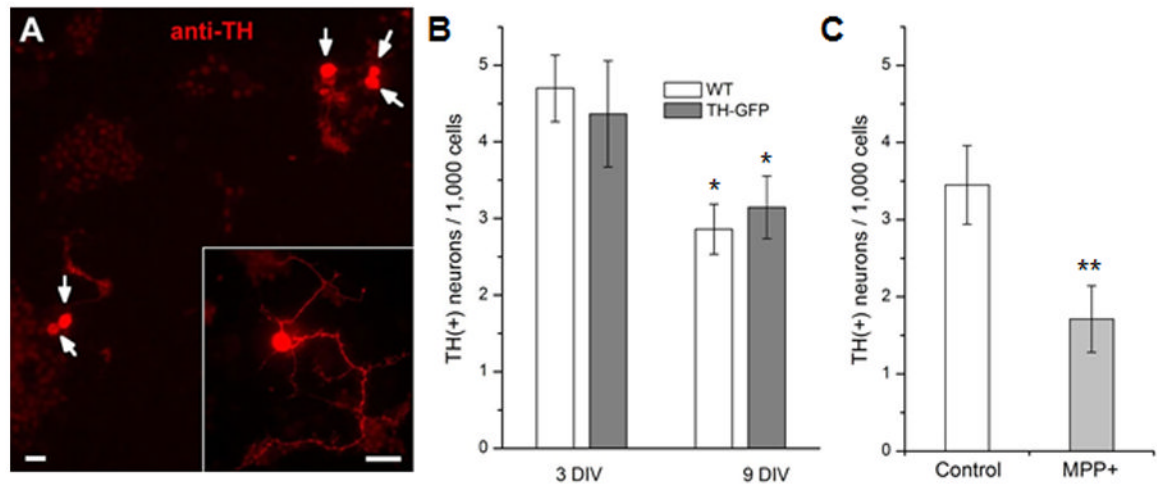 A
anti-TH
B
TH(+) neurons / 1,000 cells
5
4
3
2
1
0
WT
TH-GFP
*
*
3 DIV
9 DIV
C
TH(+) neurons / 1,000 cells
5
4
3
2
1
0
**
Control
MPP+